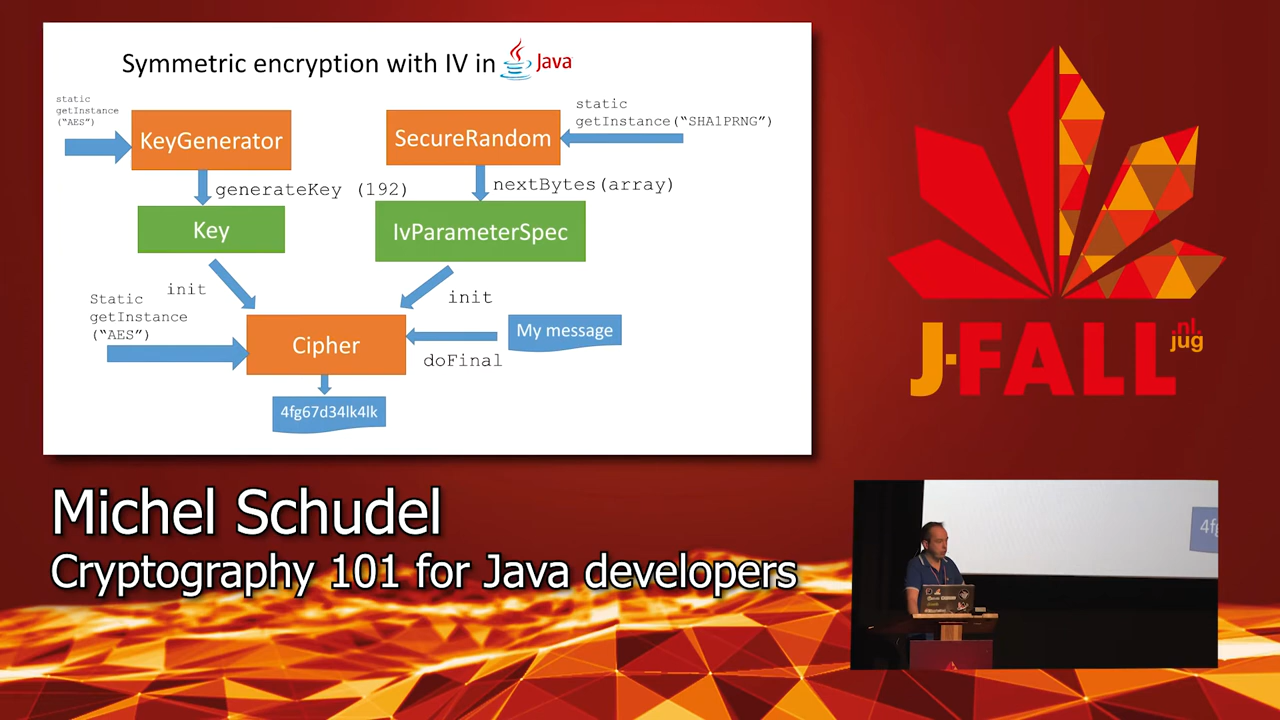 Symmetric encryption with IV in Java
static
getInstance
("AES")
KeyGenerator
SecureRandom
static
getInstance("SHA1PRNG")
generateKey (192)
nextBytes(array)
Key
IvParameterSpec
init
init
Static
getInstance
("AES")
Cipher
My message
doFinal
4fg67d34lk4lk
J-FALL
nl.
jug
Michel Schudel
Cryptography 101 for Java developers
4fg